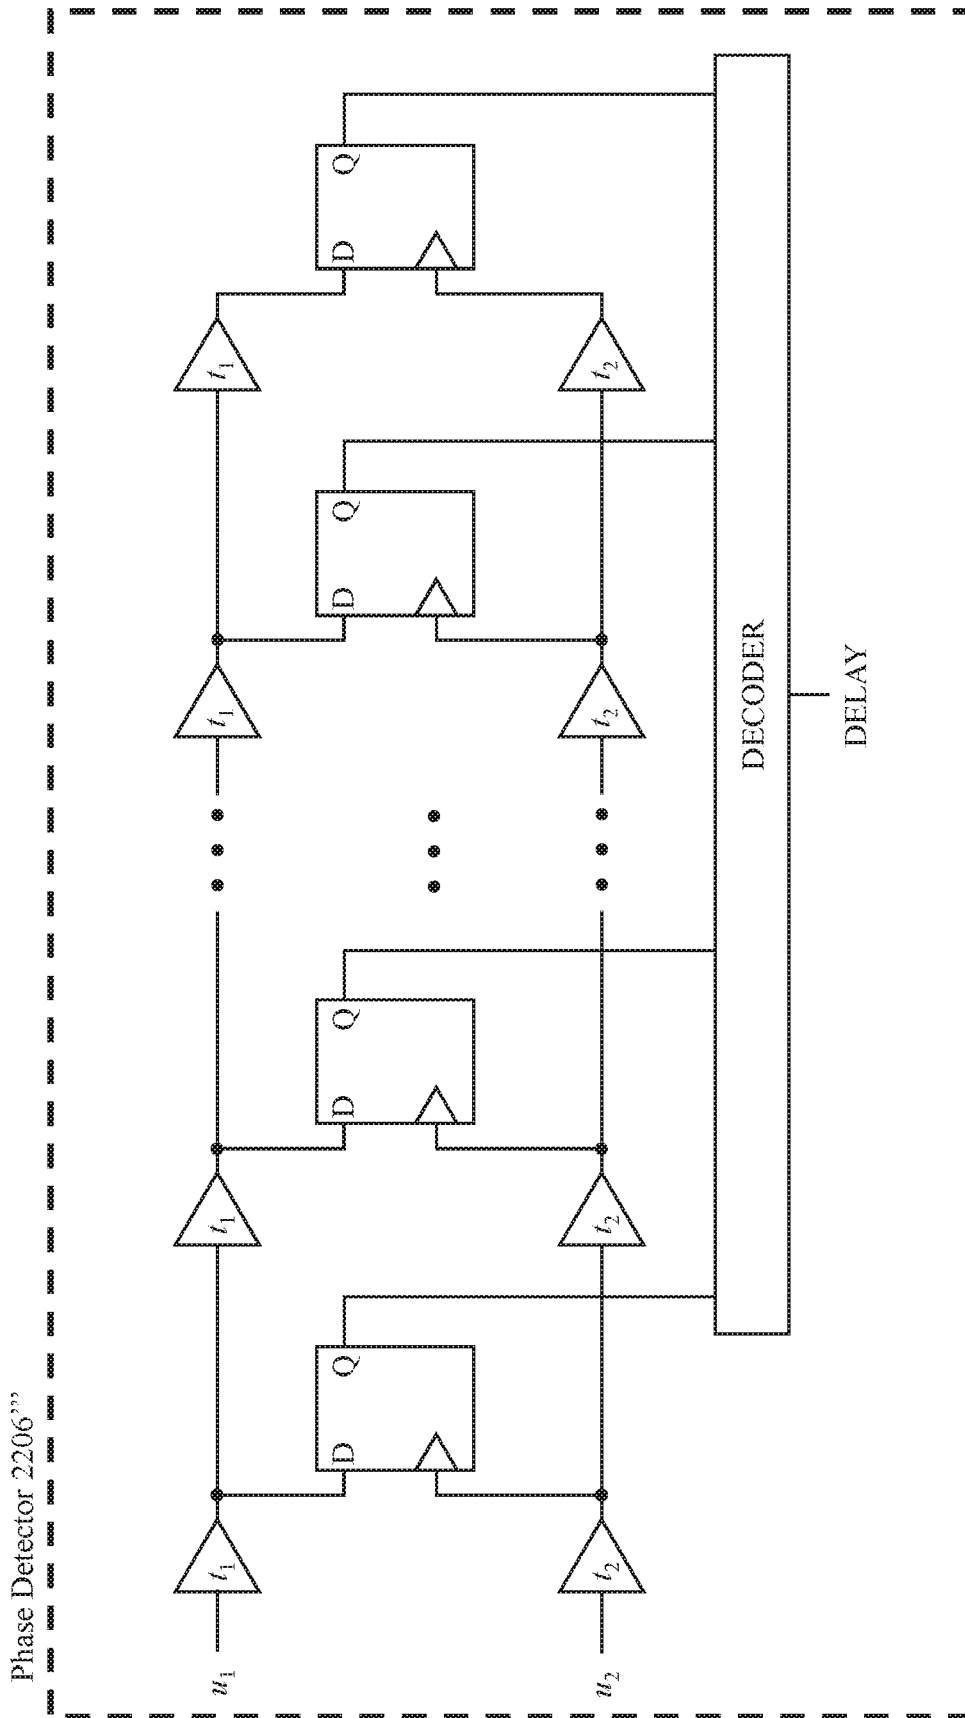 Phase Detector 2206'''
u1
t1
t1
t1
t1
D Q
D Q
D Q
D Q
u2
t2
t2
t2
t2
DECODER
DELAY